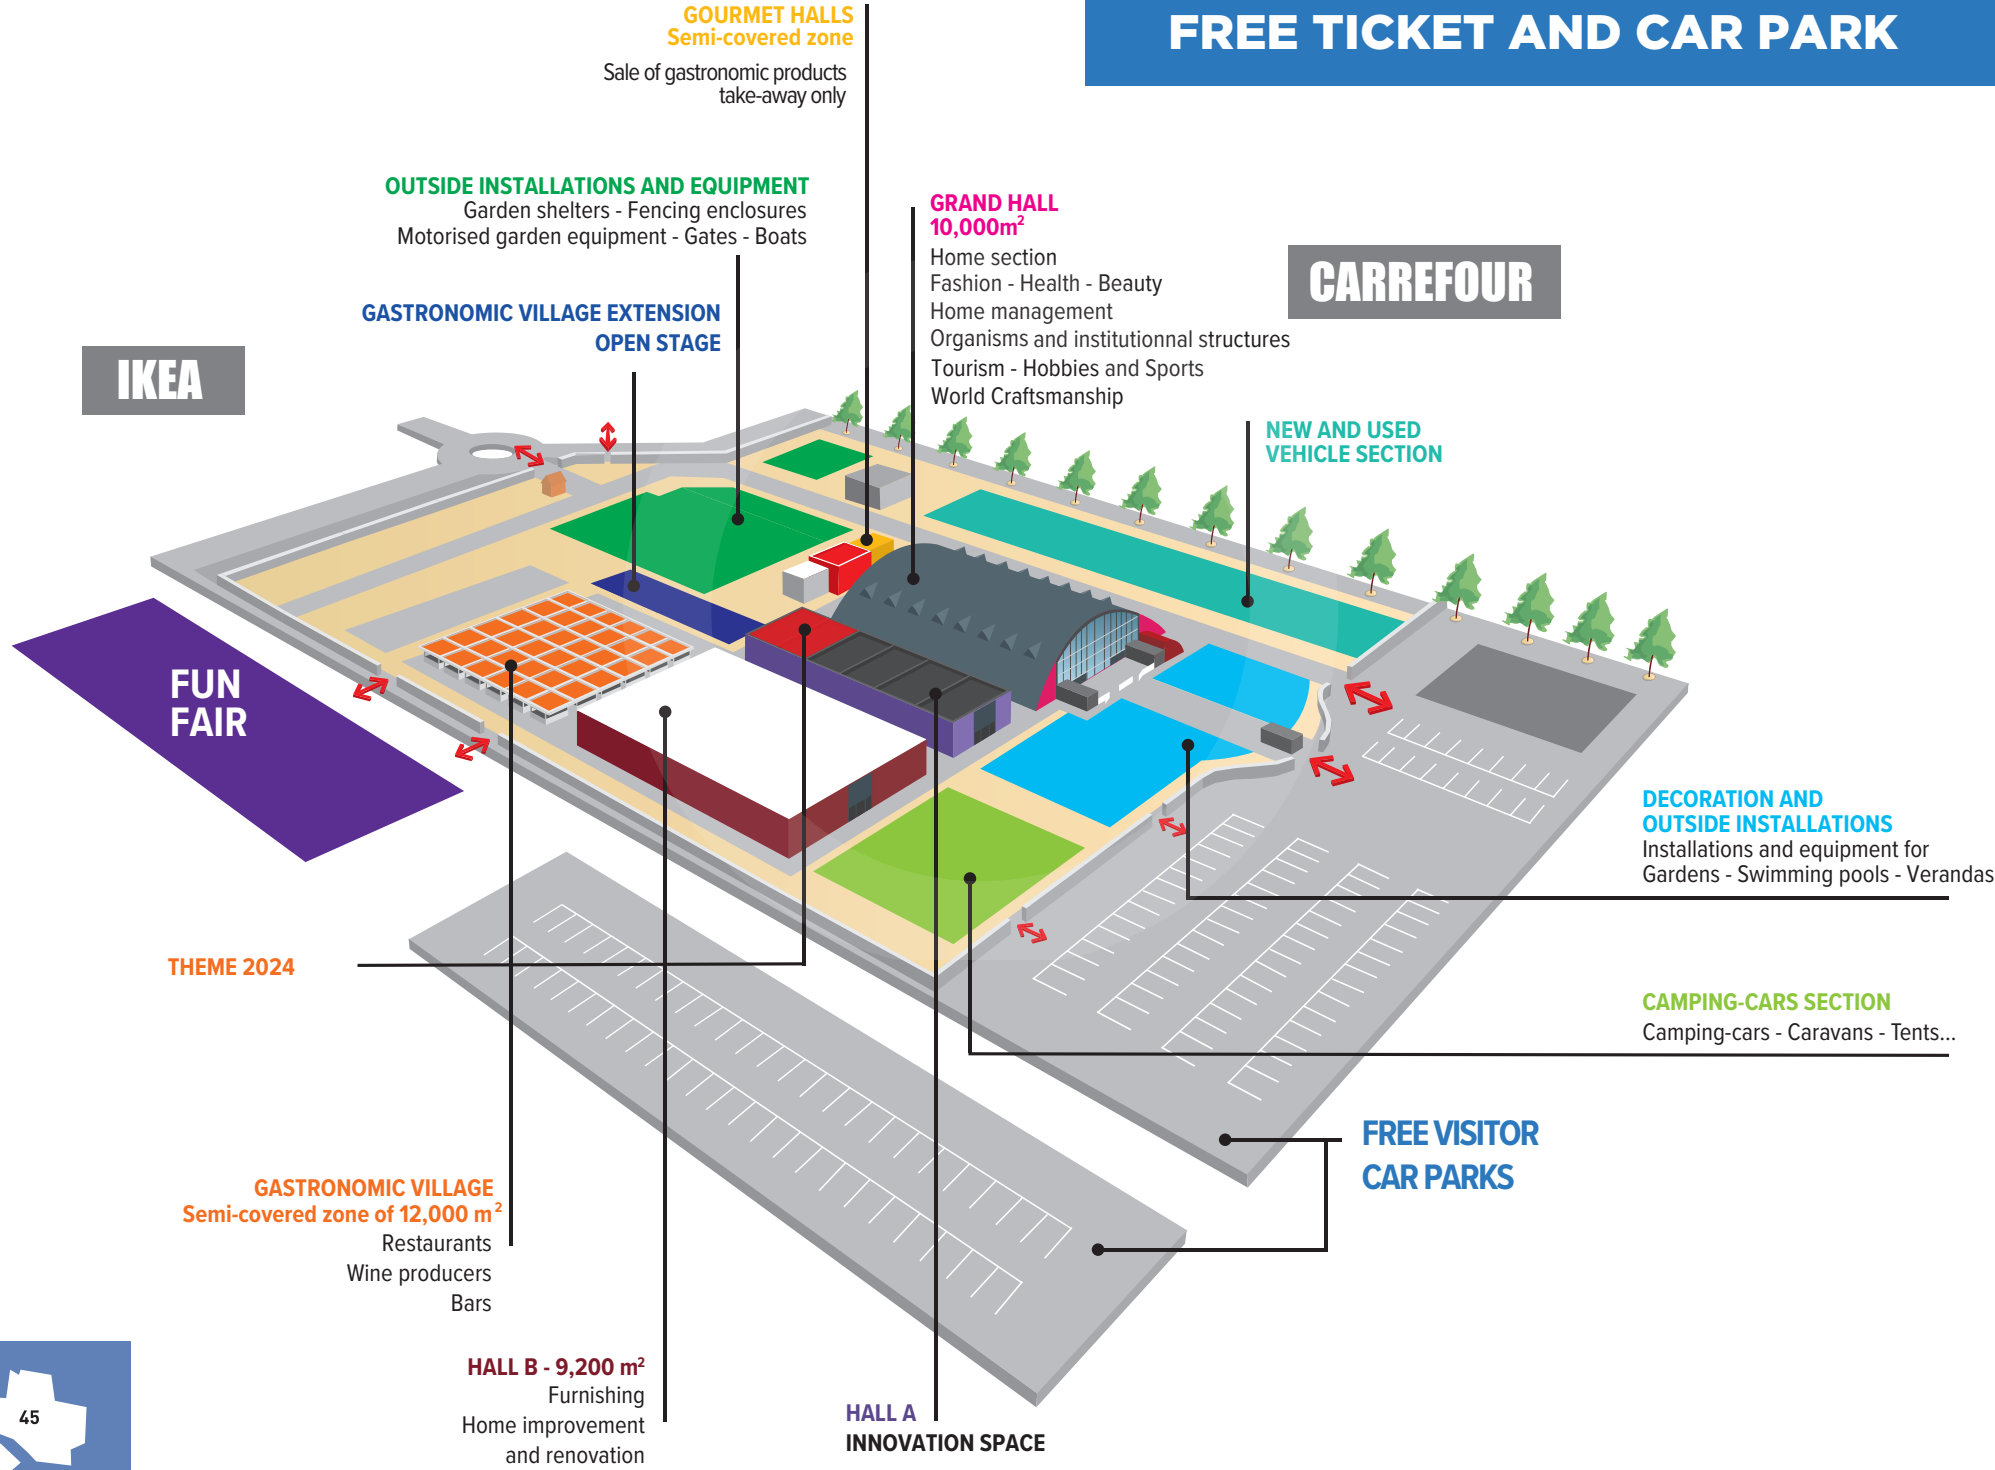 FREE TICKET AND CAR PARK
GOURMET HALLS
Semi-covered zone
Sale of gastronomic products
take-away only
OUTSIDE INSTALLATIONS AND EQUIPMENT
Garden shelters - Fencing enclosures
Motorised garden equipment - Gates - Boats
GRAND HALL
10,000m²
Home section
Fashion - Health - Beauty
Home management
Organisms and institutionnal structures
Tourism - Hobbies and Sports
World Craftsmanship
CARREFOUR
GASTRONOMIC VILLAGE EXTENSION
OPEN STAGE
IKEA
NEW AND USED
VEHICLE SECTION
FUN
FAIR
DECORATION AND
OUTSIDE INSTALLATIONS
Installations and equipment for
Gardens - Swimming pools - Verandas
THEME 2024
CAMPING-CARS SECTION
Camping-cars - Caravans - Tents...
FREE VISITOR
CAR PARKS
GASTRONOMIC VILLAGE
Semi-covered zone of 12,000 m²
Restaurants
Wine producers
Bars
HALL B - 9,200 m²
Furnishing
Home improvement
and renovation
HALL A
INNOVATION SPACE
45